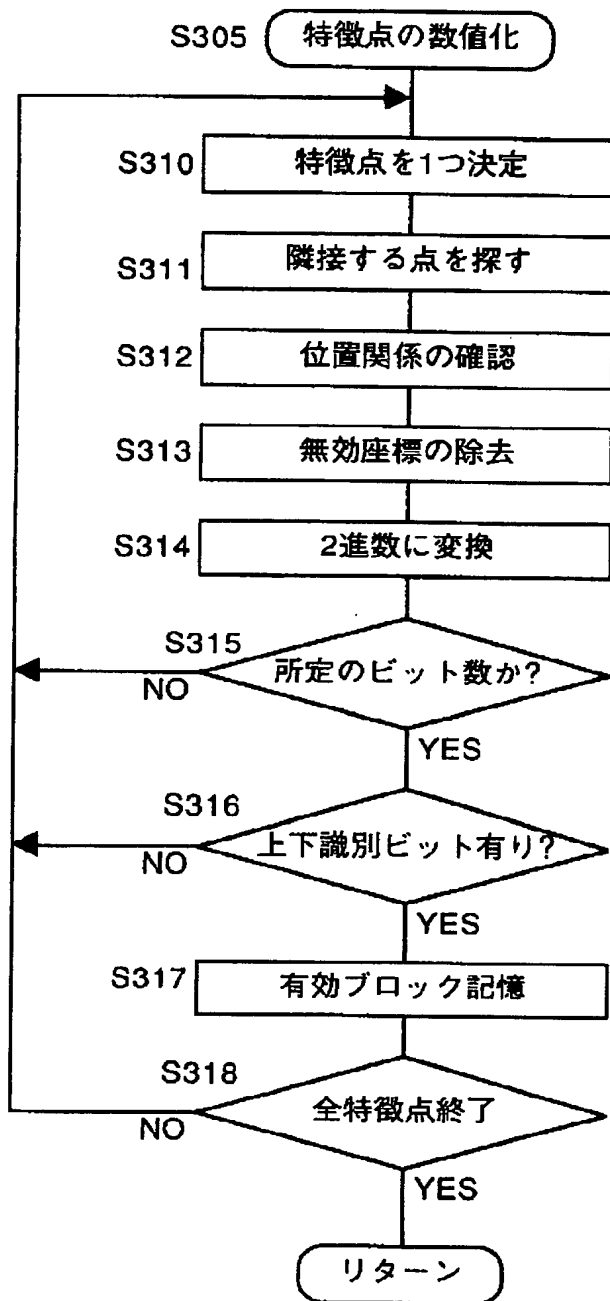 S305 特徴点の数値化
S310 特徴点を1つ決定
S311 隣接する点を探す
S312 位置関係の確認
S313 無効座標の除去
S314 2進数に変換
S315
所定のビット数か?
NO
YES
S316
上下識別ビット有り?
NO
YES
S317 有効ブロック記憶
S318
全特徴点終了
NO
YES
リターン